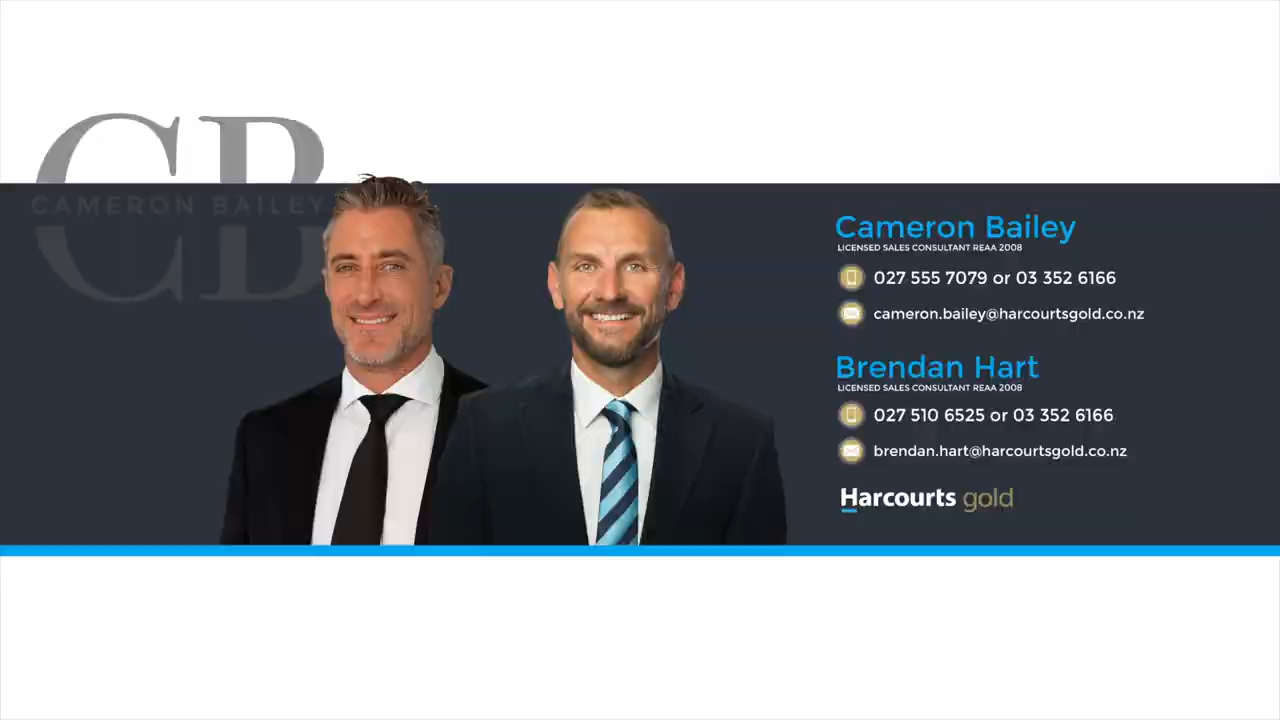 CB
CAMERON BAILEY
Cameron Bailey
LICENSED SALES CONSULTANT REAA 2008
027 555 7079 or 03 352 6166
cameron.bailey@harcourtsgold.co.nz
Brendan Hart
LICENSED SALES CONSULTANT REAA 2008
027 510 6525 or 03 352 6166
brendan.hart@harcourtsgold.co.nz
Harcourts gold